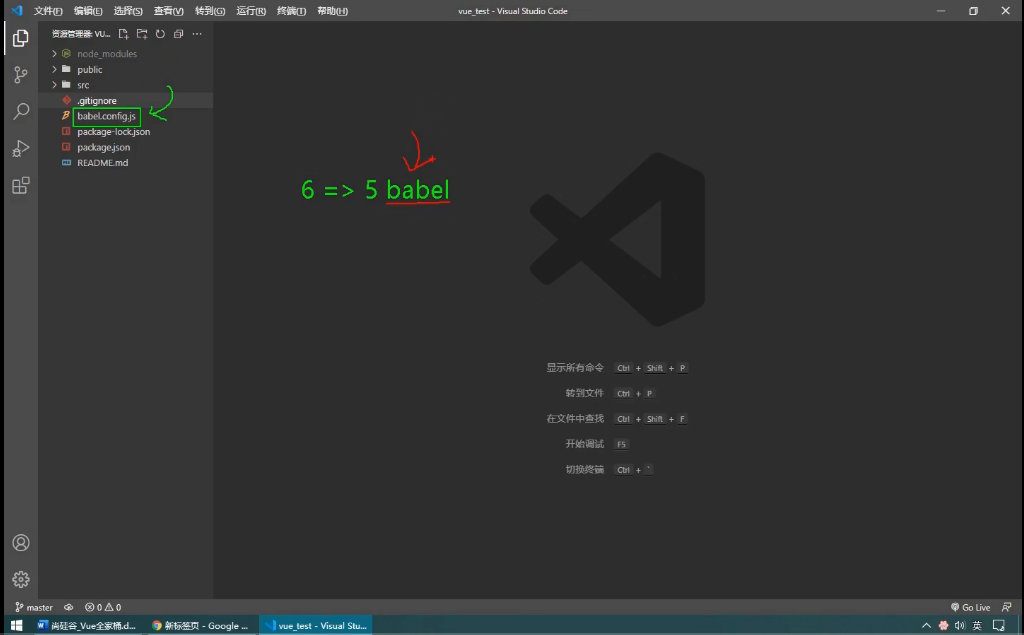 文件(F) 编辑(E) 选择(S) 查看(V) 转到(G) 运行(R) 终端(T) 帮助(H)
vue_test - Visual Studio Code
资源管理器: VU...
node_modules
public
src
.gitignore
babel.config.js
package-lock.json
package.json
README.md
6 => 5 babel
显示所有命令 Ctrl + Shift + P
转到文件 Ctrl + P
在文件中查找 Ctrl + Shift + F
开始调试 F5
切换终端 Ctrl + `
master 0 0
Go Live
尚硅谷_Vue全家桶.d...
新标签页 - Google ...
vue_test - Visual Stu...
英